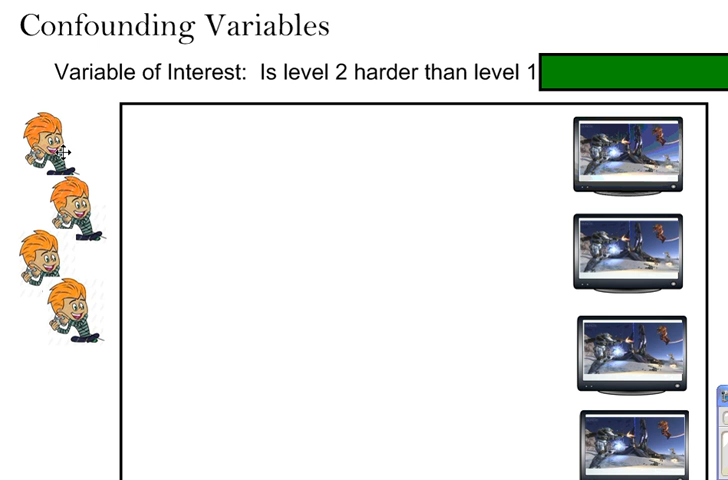 Confounding Variables
Variable of Interest: Is level 2 harder than level 1